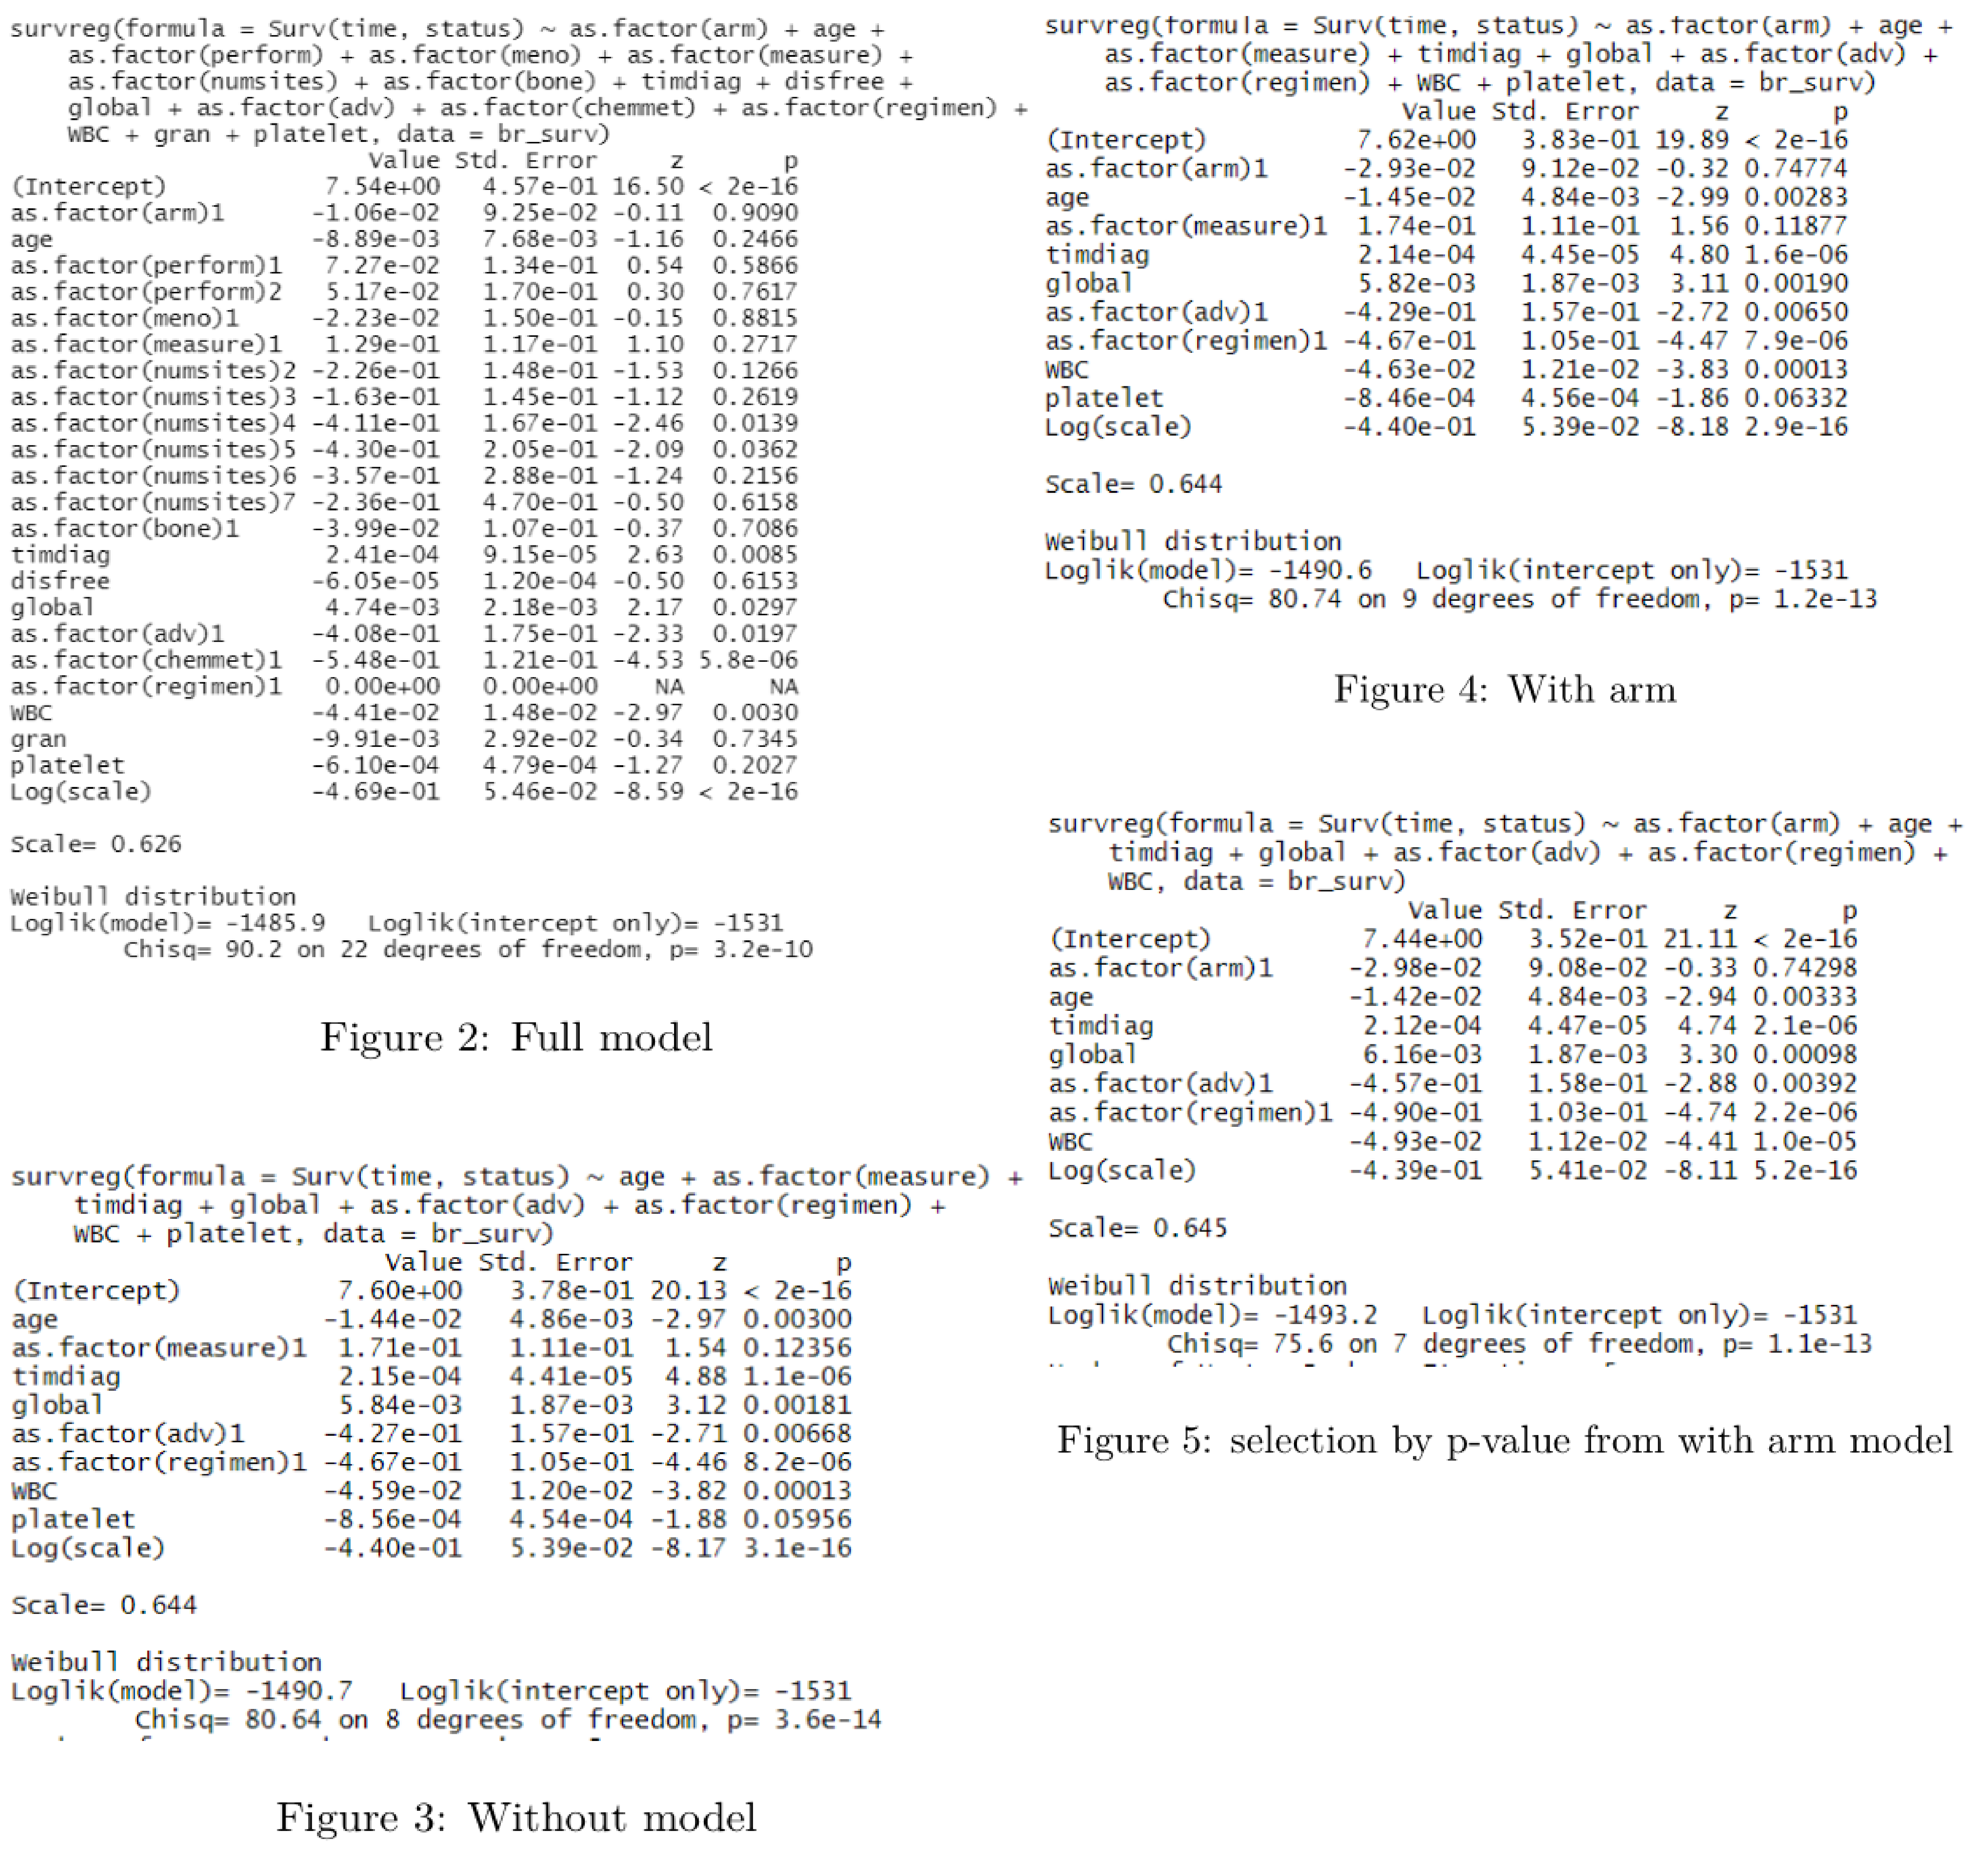 survreg(formula = Surv(time, status) ~ as.factor(arm) + age +
as.factor(perform) + as.factor(meno) + as.factor(measure) +
as.factor(numsites) + as.factor(bone) + timdiag + disfree +
global + as.factor(adv) + as.factor(chemmet) + as.factor(regimen) +
WBC + gran + platelet, data = br_surv)
Value Std. Error z p
(Intercept) 7.54e+00 4.57e-01 16.50 < 2e-16
as.factor(arm)1 -1.06e-02 9.25e-02 -0.11 0.9090
age -8.89e-03 7.68e-03 -1.16 0.2466
as.factor(perform)1 7.27e-02 1.34e-01 0.54 0.5866
as.factor(perform)2 5.17e-02 1.70e-01 0.30 0.7617
as.factor(meno)1 -2.23e-02 1.50e-01 -0.15 0.8815
as.factor(measure)1 1.29e-01 1.17e-01 1.10 0.2717
as.factor(numsites)2 -2.26e-01 1.48e-01 -1.53 0.1266
as.factor(numsites)3 -1.63e-01 1.45e-01 -1.12 0.2619
as.factor(numsites)4 -4.11e-01 1.67e-01 -2.46 0.0139
as.factor(numsites)5 -4.30e-01 2.05e-01 -2.09 0.0362
as.factor(numsites)6 -3.57e-01 2.88e-01 -1.24 0.2156
as.factor(numsites)7 -2.36e-01 4.70e-01 -0.50 0.6158
as.factor(bone)1 -3.99e-02 1.07e-01 -0.37 0.7086
timdiag 2.41e-04 9.15e-05 2.63 0.0085
disfree -6.05e-05 1.20e-04 -0.50 0.6153
global 4.74e-03 2.18e-03 2.17 0.0297
as.factor(adv)1 -4.08e-01 1.75e-01 -2.33 0.0197
as.factor(chemmet)1 -5.48e-01 1.21e-01 -4.53 5.8e-06
as.factor(regimen)1 0.00e+00 0.00e+00 NA NA
WBC -4.41e-02 1.48e-02 -2.97 0.0030
gran -9.91e-03 2.92e-02 -0.34 0.7345
platelet -6.10e-04 4.79e-04 -1.27 0.2027
Log(scale) -4.69e-01 5.46e-02 -8.59 < 2e-16
Scale= 0.626
Weibull distribution
Loglik(model)= -1485.9 Loglik(intercept only)= -1531
Chisq= 90.2 on 22 degrees of freedom, p= 3.2e-10
Figure 2: Full model
survreg(formula = Surv(time, status) ~ age + as.factor(measure) +
timdiag + global + as.factor(adv) + as.factor(regimen) +
WBC + platelet, data = br_surv)
Value Std. Error z p
(Intercept) 7.60e+00 3.78e-01 20.13 < 2e-16
age -1.44e-02 4.86e-03 -2.97 0.00300
as.factor(measure)1 1.71e-01 1.11e-01 1.54 0.12356
timdiag 2.15e-04 4.41e-05 4.88 1.1e-06
global 5.84e-03 1.87e-03 3.12 0.00181
as.factor(adv)1 -4.27e-01 1.57e-01 -2.71 0.00668
as.factor(regimen)1 -4.67e-01 1.05e-01 -4.46 8.2e-06
WBC -4.59e-02 1.20e-02 -3.82 0.00013
platelet -8.56e-04 4.54e-04 -1.88 0.05956
Log(scale) -4.40e-01 5.39e-02 -8.17 3.1e-16
Scale= 0.644
Weibull distribution
Loglik(model)= -1490.7 Loglik(intercept only)= -1531
Chisq= 80.64 on 8 degrees of freedom, p= 3.6e-14
Figure 3: Without model
survreg(formula = Surv(time, status) ~ as.factor(arm) + age +
as.factor(measure) + timdiag + global + as.factor(adv) +
as.factor(regimen) + WBC + platelet, data = br_surv)
Value Std. Error z p
(Intercept) 7.62e+00 3.83e-01 19.89 < 2e-16
as.factor(arm)1 -2.93e-02 9.12e-02 -0.32 0.74774
age -1.45e-02 4.84e-03 -2.99 0.00283
as.factor(measure)1 1.74e-01 1.11e-01 1.56 0.11877
timdiag 2.14e-04 4.45e-05 4.80 1.6e-06
global 5.82e-03 1.87e-03 3.11 0.00190
as.factor(adv)1 -4.29e-01 1.57e-01 -2.72 0.00650
as.factor(regimen)1 -4.67e-01 1.05e-01 -4.47 7.9e-06
WBC -4.63e-02 1.21e-02 -3.83 0.00013
platelet -8.46e-04 4.56e-04 -1.86 0.06332
Log(scale) -4.40e-01 5.39e-02 -8.18 2.9e-16
Scale= 0.644
Weibull distribution
Loglik(model)= -1490.6 Loglik(intercept only)= -1531
Chisq= 80.74 on 9 degrees of freedom, p= 1.2e-13
Figure 4: With arm
survreg(formula = Surv(time, status) ~ as.factor(arm) + age +
timdiag + global + as.factor(adv) + as.factor(regimen) +
WBC, data = br_surv)
Value Std. Error z p
(Intercept) 7.44e+00 3.52e-01 21.11 < 2e-16
as.factor(arm)1 -2.98e-02 9.08e-02 -0.33 0.74298
age -1.42e-02 4.84e-03 -2.94 0.00333
timdiag 2.12e-04 4.47e-05 4.74 2.1e-06
global 6.16e-03 1.87e-03 3.30 0.00098
as.factor(adv)1 -4.57e-01 1.58e-01 -2.88 0.00392
as.factor(regimen)1 -4.90e-01 1.03e-01 -4.74 2.2e-06
WBC -4.93e-02 1.12e-02 -4.41 1.0e-05
Log(scale) -4.39e-01 5.41e-02 -8.11 5.2e-16
Scale= 0.645
Weibull distribution
Loglik(model)= -1493.2 Loglik(intercept only)= -1531
Chisq= 75.6 on 7 degrees of freedom, p= 1.1e-13
Figure 5: selection by p-value from with arm model